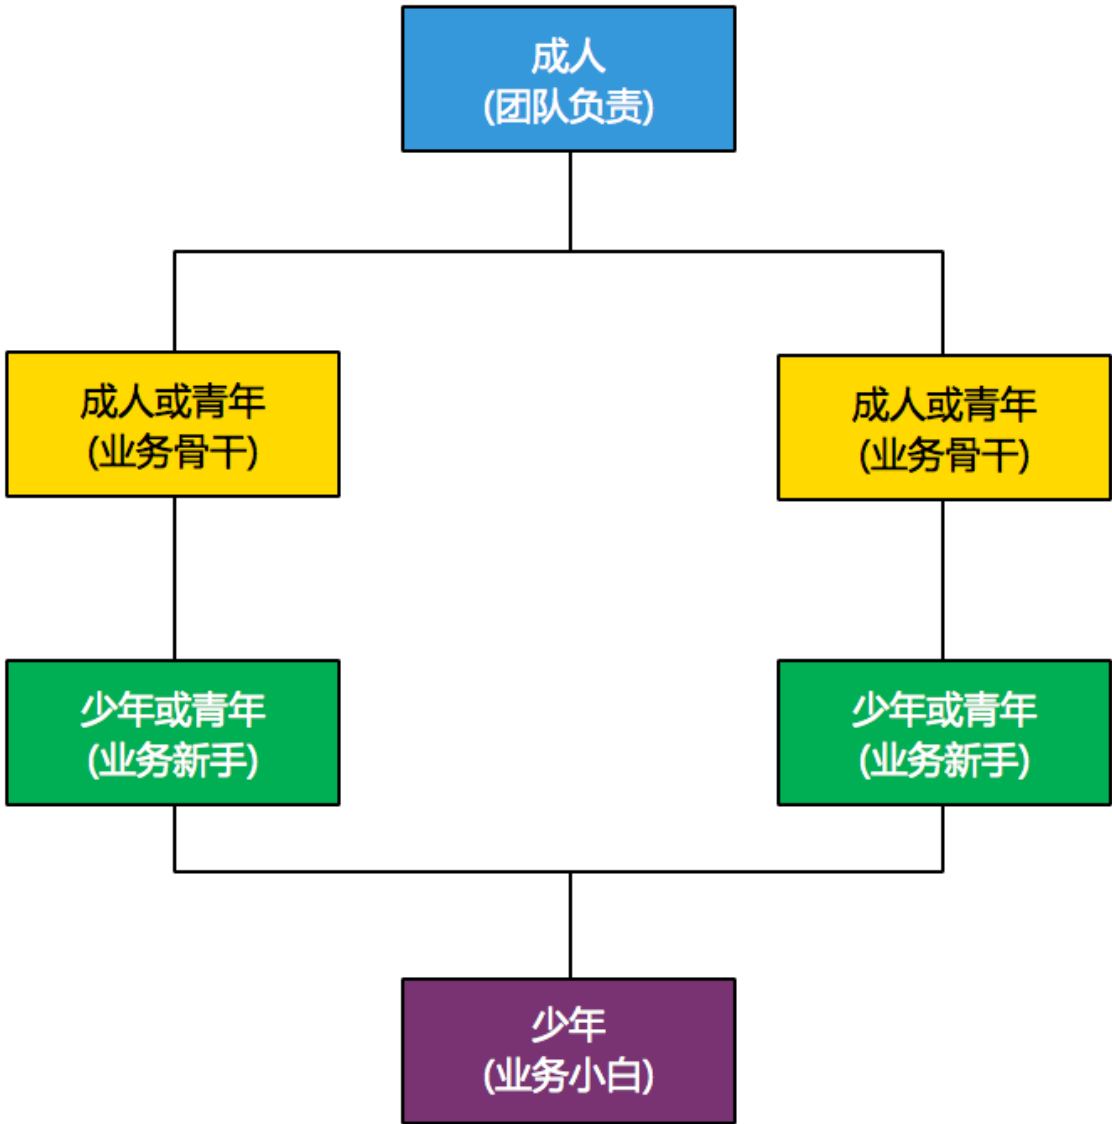 成人
(团队负责)
成人或青年
(业务骨干)
成人或青年
(业务骨干)
少年或青年
(业务新手)
少年或青年
(业务新手)
少年
(业务小白)